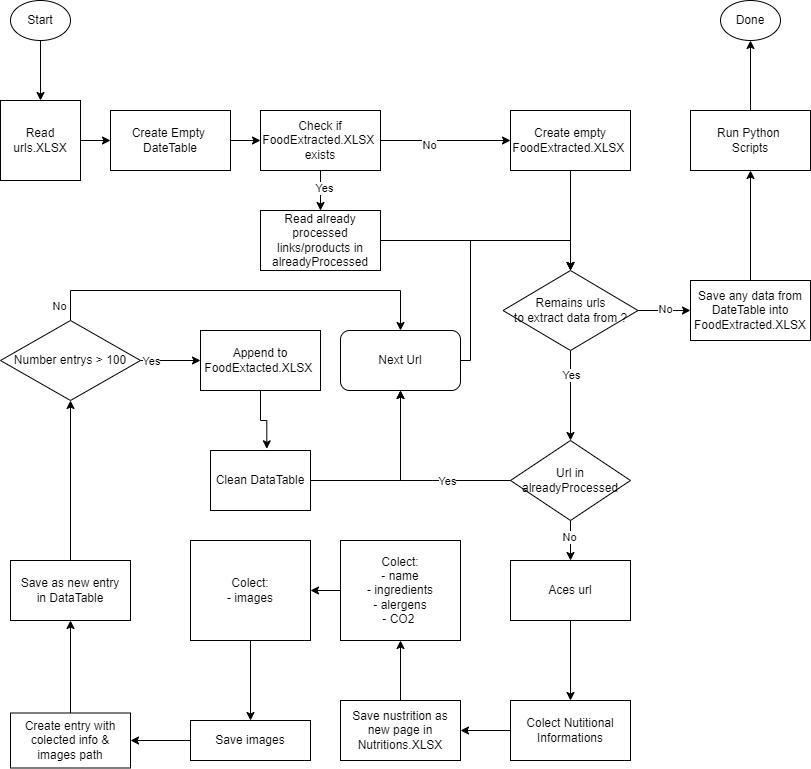 Start
Done
Read
urls.XLSX
Create Empty
DateTable
Check if
FoodExtracted.XLSX
exists
No
Create empty
FoodExtracted.XLSX
Run Python
Scripts
Yes
Read already
processed
links/products in
alreadyProcessed
Remains urls
to extract data from ?
No
Save any data from
DateTable into
FoodExtracted.XLSX
No
Number entrys > 100
Yes
Append to
FoodExtacted.XLSX
Next Url
Yes
Clean DataTable
Yes
Url in
alreadyProcessed
No
Save as new entry
in DataTable
Colect:
- images
Colect:
- name
- ingredients
- alergens
- CO2
Aces url
Create entry with
colected info &
images path
Save images
Save nustrition as
new page in
Nutritions.XLSX
Colect Nutitional
Informations